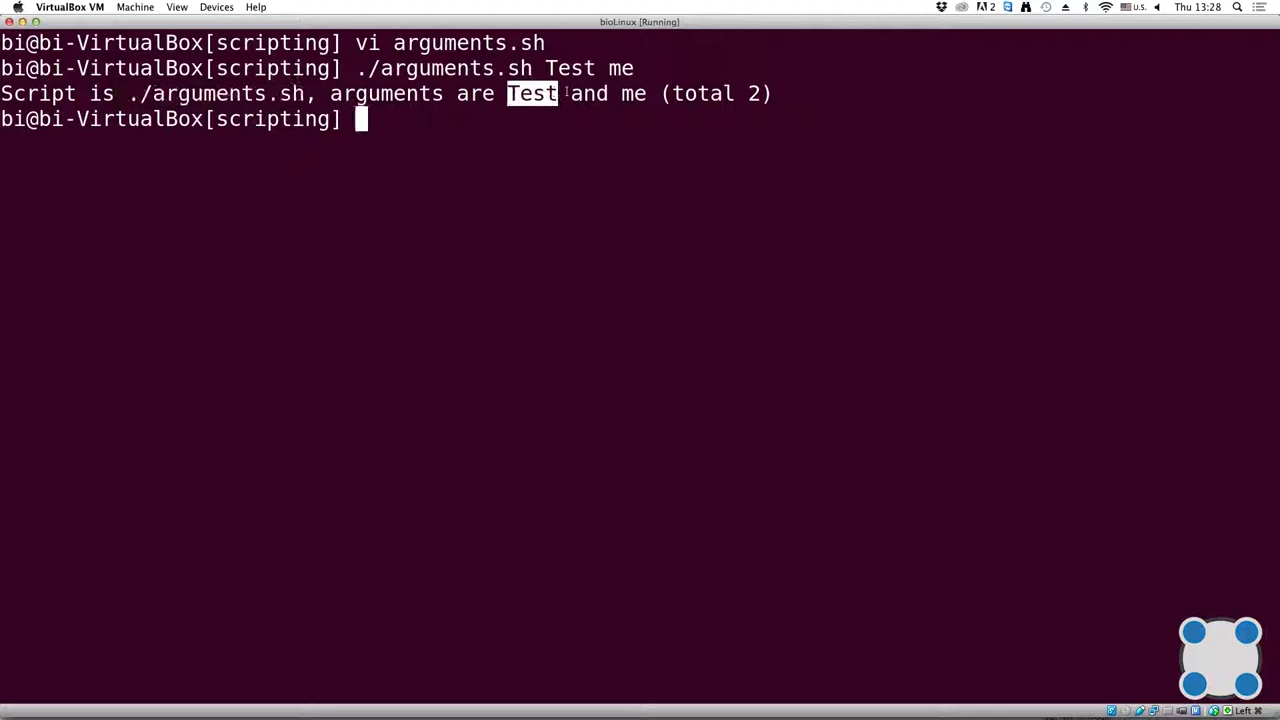 VirtualBox VM Machine View Devices Help 2 U.S. Thu 13:28
bioLinux [Running]
bi@bi-VirtualBox[scripting] vi arguments.sh
bi@bi-VirtualBox[scripting] ./arguments.sh Test me
Script is ./arguments.sh, arguments are Test and me (total 2)
bi@bi-VirtualBox[scripting]
Left ⌘